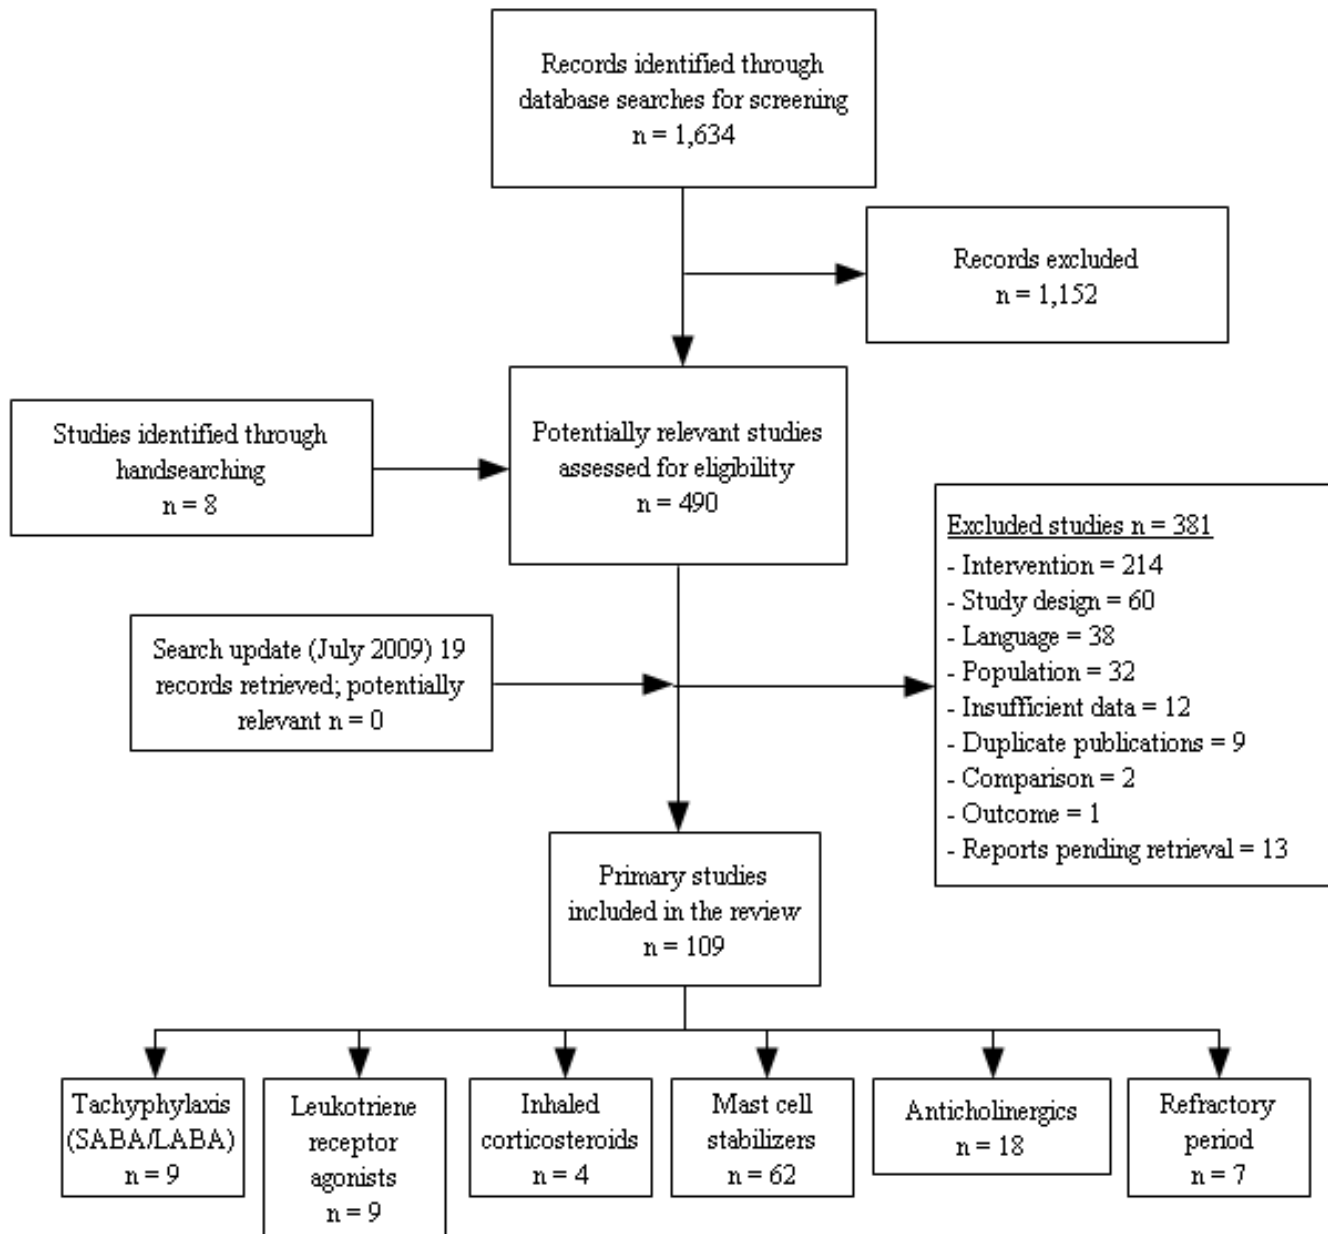 Records identified through
database searches for screening
n = 1,634
Records excluded
n = 1,152
Studies identified through
handsearching
n = 8
Potentially relevant studies
assessed for eligibility
n = 490
Excluded studies n = 381
- Intervention = 214
- Study design = 60
- Language = 38
- Population = 32
- Insufficient data = 12
- Duplicate publications = 9
- Comparison = 2
- Outcome = 1
- Reports pending retrieval = 13
Search update (July 2009) 19
records retrieved; potentially
relevant n = 0
Primary studies
included in the review
n = 109
Tachyphylaxis
(SABA/LABA)
n = 9
Leukotriene
receptor
agonists
n = 9
Inhaled
corticosteroids
n = 4
Mast cell
stabilizers
n = 62
Anticholinergics
n = 18
Refractory
period
n = 7